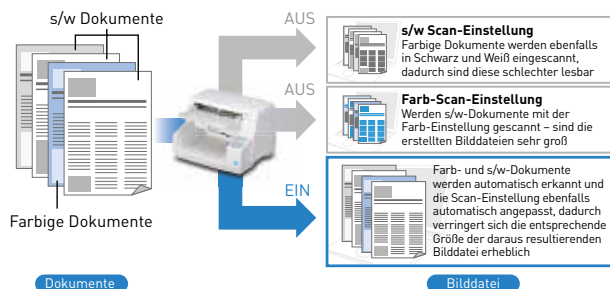 s/w Dokumente
Farbige Dokumente
Dokumente
AUS
s/w Scan-Einstellung
Farbige Dokumente werden ebenfalls
in Schwarz und Weiß eingescannt,
dadurch sind diese schlechter lesbar
AUS
Farb-Scan-Einstellung
Werden s/w-Dokumente mit der
Farb-Einstellung gescannt – sind die
erstellten Bilddateien sehr groß
EIN
Farb- und s/w-Dokumente
werden automatisch erkannt und
die Scan-Einstellung ebenfalls
automatisch angepasst, dadurch
verringert sich die entsprechende
Größe der daraus resultierenden
Bilddatei erheblich
Bilddatei